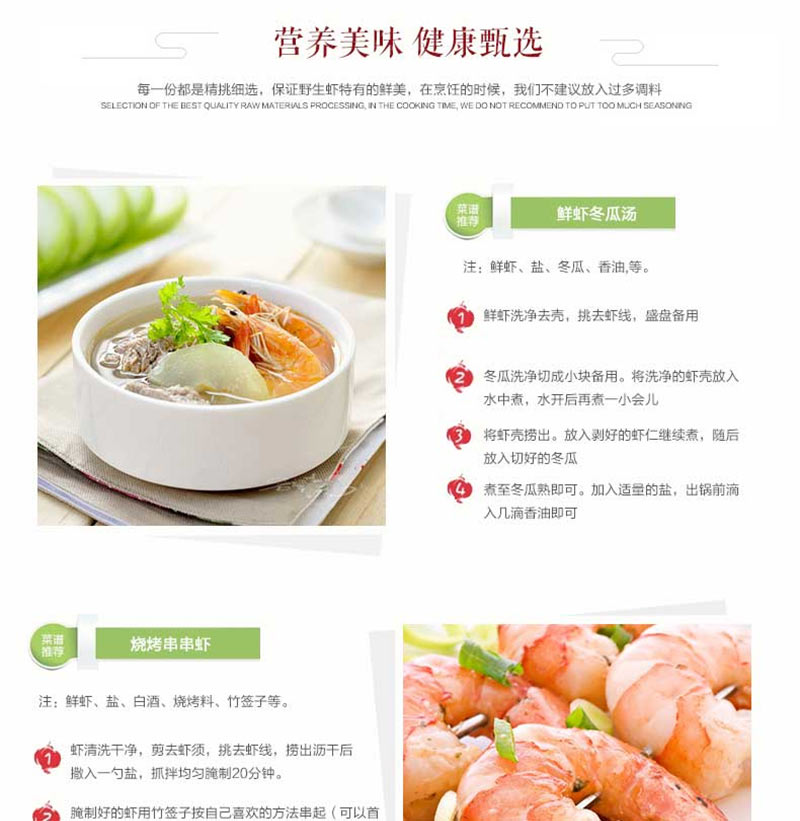 营养美味 健康甄选
每一份都是精挑细选，保证野生虾特有的鲜美，在烹饪的时候，我们不建议放入过多调料
SELECTION OF THE BEST QUALITY RAW MATERIALS PROCESSING, IN THE COOKING TIME, WE DO NOT RECOMMEND TO PUT TOO MUCH SEASONING
菜谱
推荐
鲜虾冬瓜汤
注：鲜虾、盐、冬瓜、香油,等。
1 鲜虾洗净去壳，挑去虾线，盛盘备用
2 冬瓜洗净切成小块备用。将洗净的虾壳放入
水中煮，水开后再煮一小会儿
3 将虾壳捞出。放入剥好的虾仁继续煮，随后
放入切好的冬瓜
4 煮至冬瓜熟即可。加入适量的盐，出锅前滴
入几滴香油即可
菜谱
推荐
烧烤串串虾
注：鲜虾、盐、白酒、烧烤料、竹签子等。
1 虾清洗干净，剪去虾须，挑去虾线，捞出沥干后
撒入一勺盐，抓拌均匀腌制20分钟。
2 腌制好的虾用竹签子按自己喜欢的方法串起（可以首